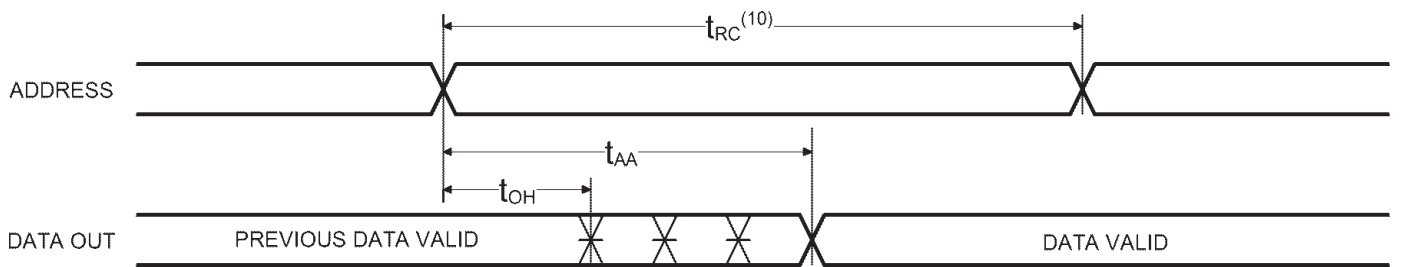 tRC(10)
ADDRESS
tAA
tOH
DATA OUT
PREVIOUS DATA VALID
DATA VALID